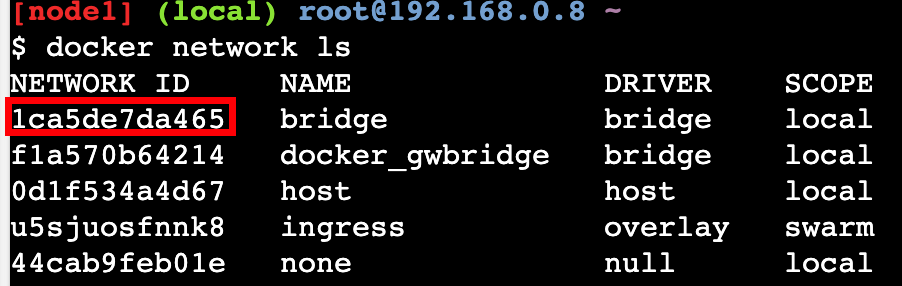 [node1] (local) root@192.168.0.8 ~
$ docker network ls
NETWORK ID     NAME              DRIVER    SCOPE
1ca5de7da465   bridge            bridge    local
f1a570b64214   docker_gwbridge   bridge    local
0d1f534a4d67   host              host      local
u5sjuosfnnk8   ingress           overlay   swarm
44cab9feb01e   none              null      local